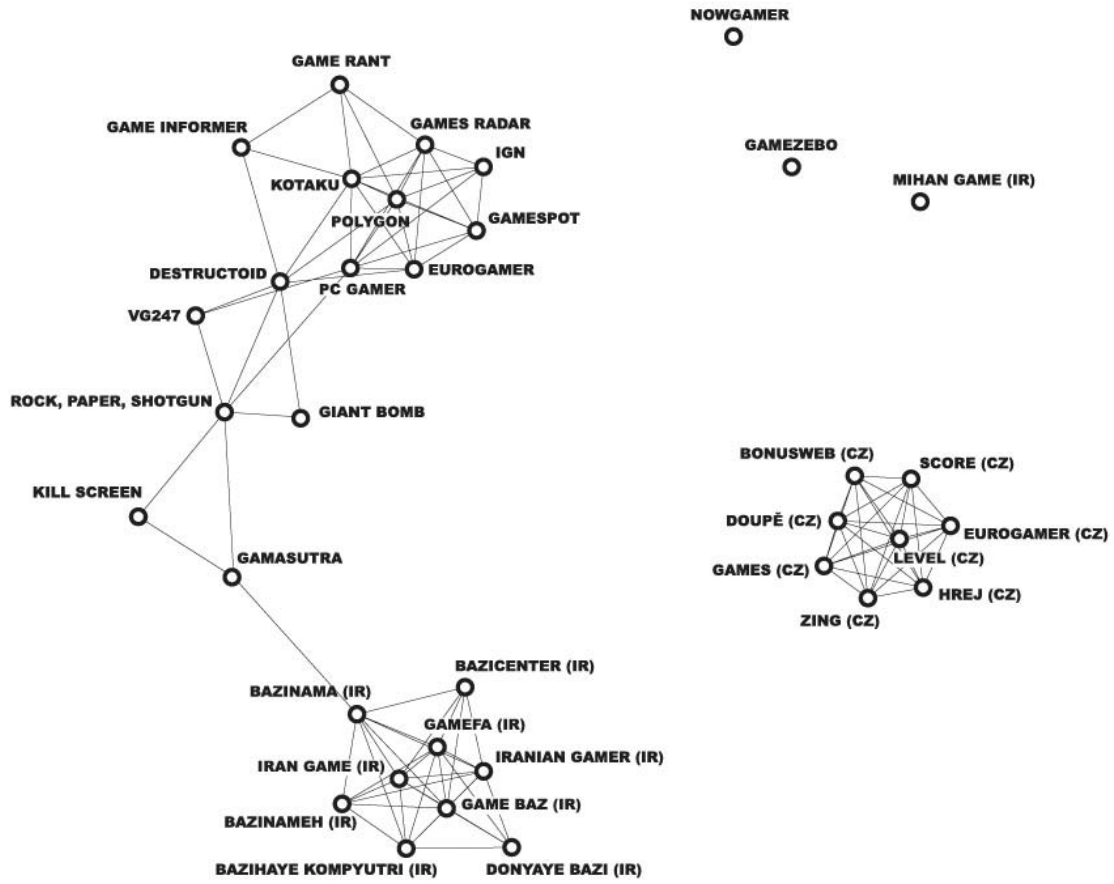 NOWGAMER
GAME RANT
GAME INFORMER
GAMES RADAR
IGN
GAMEZEBO
KOTAKU
MIHAN GAME (IR)
POLYGON
GAMESPOT
DESTRUCTOID
EUROGAMER
PC GAMER
VG247
ROCK, PAPER, SHOTGUN
GIANT BOMB
BONUSWEB (CZ)
SCORE (CZ)
KILL SCREEN
DOUPĚ (CZ)
EUROGAMER (CZ)
LEVEL (CZ)
GAMASUTRA
GAMES (CZ)
HREJ (CZ)
ZING (CZ)
BAZICENTER (IR)
BAZINAMA (IR)
GAMEFA (IR)
IRANIAN GAMER (IR)
IRAN GAME (IR)
GAME BAZ (IR)
BAZINAMEH (IR)
BAZIHAYE KOMPYUTRI (IR)
DONYAYE BAZI (IR)